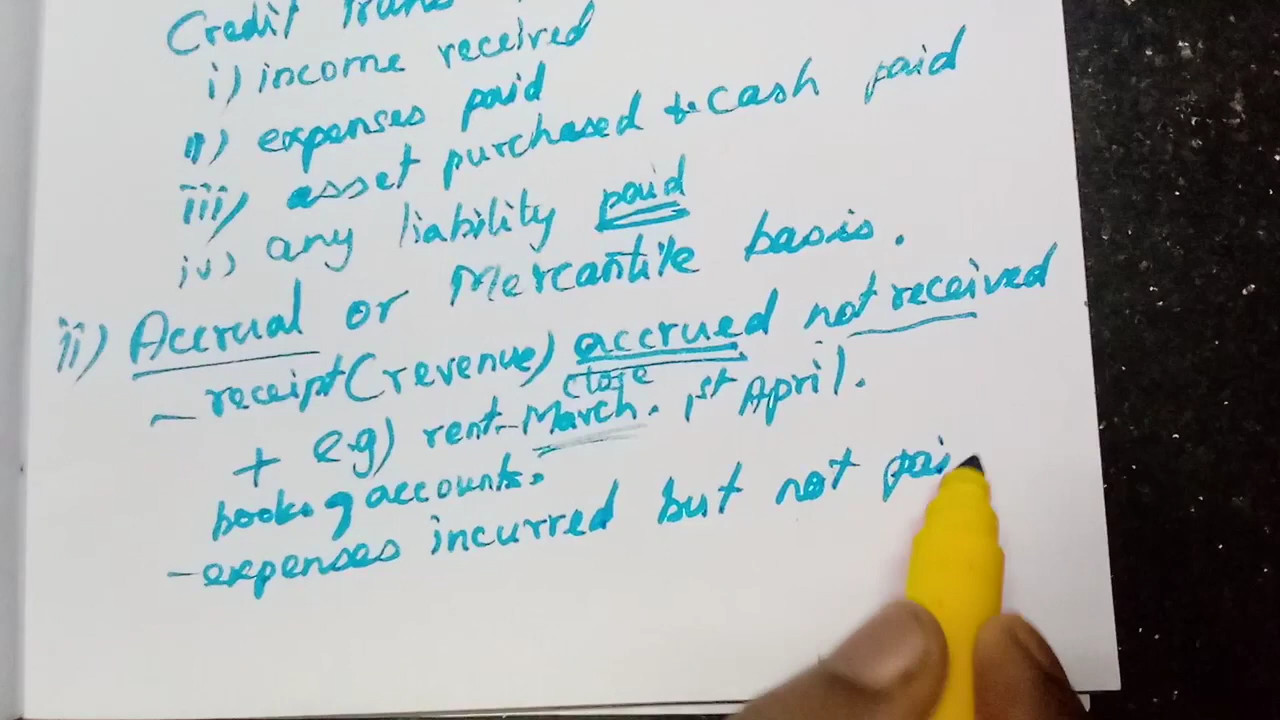 Credit Trans
i) income received
ii) expenses paid
iii) asset purchased & cash paid
iv) any liability paid
ii) Accrual or Mercantile basis.
- receipt (revenue) accrued not received
close
+ e.g) rent - March. 1st April.
books of accounts.
- expenses incurred but not pai